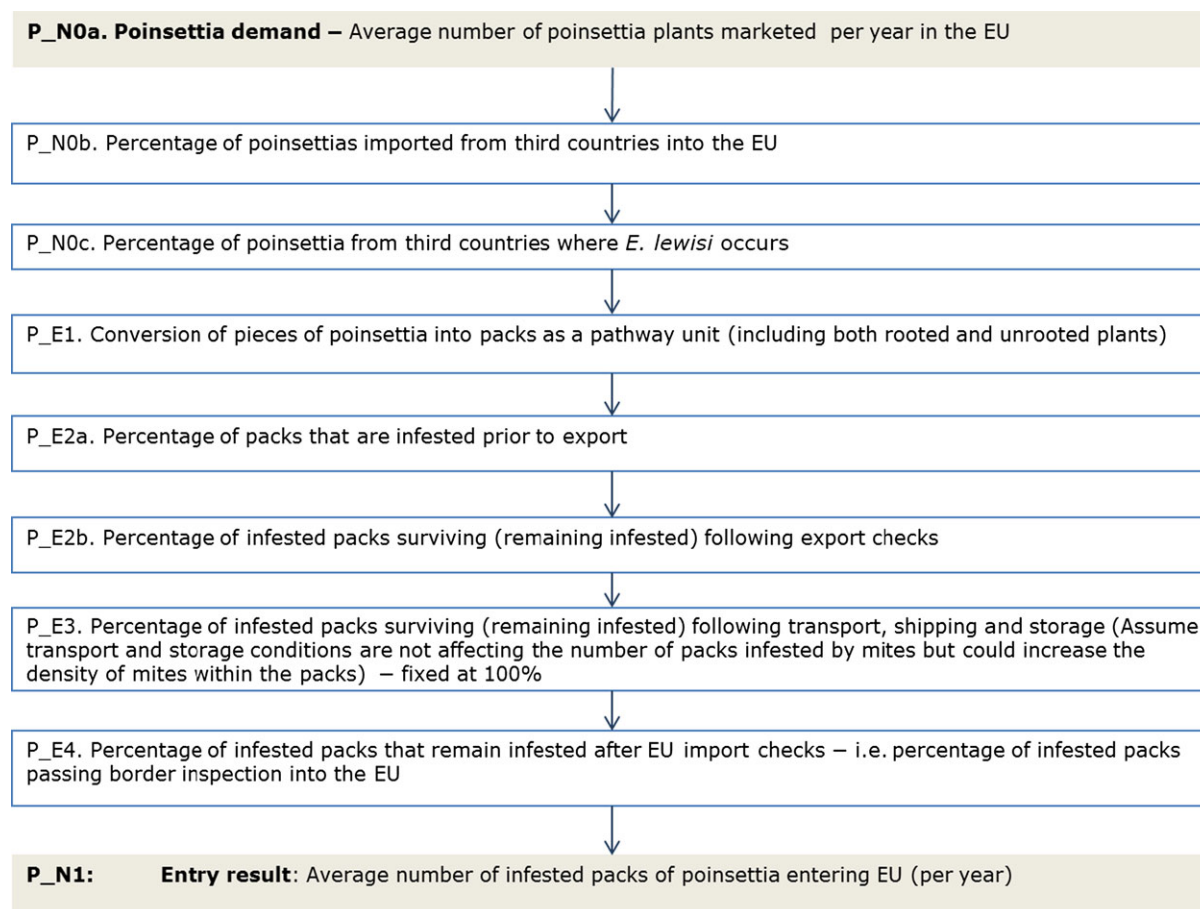 P_N0a. Poinsettia demand – Average number of poinsettia plants marketed per year in the EU
P_N0b. Percentage of poinsettias imported from third countries into the EU
P_N0c. Percentage of poinsettia from third countries where E. lewisi occurs
P_E1. Conversion of pieces of poinsettia into packs as a pathway unit (including both rooted and unrooted plants)
P_E2a. Percentage of packs that are infested prior to export
P_E2b. Percentage of infested packs surviving (remaining infested) following export checks
P_E3. Percentage of infested packs surviving (remaining infested) following transport, shipping and storage (Assume
transport and storage conditions are not affecting the number of packs infested by mites but could increase the
density of mites within the packs) – fixed at 100%
P_E4. Percentage of infested packs that remain infested after EU import checks – i.e. percentage of infested packs
passing border inspection into the EU
P_N1: Entry result: Average number of infested packs of poinsettia entering EU (per year)